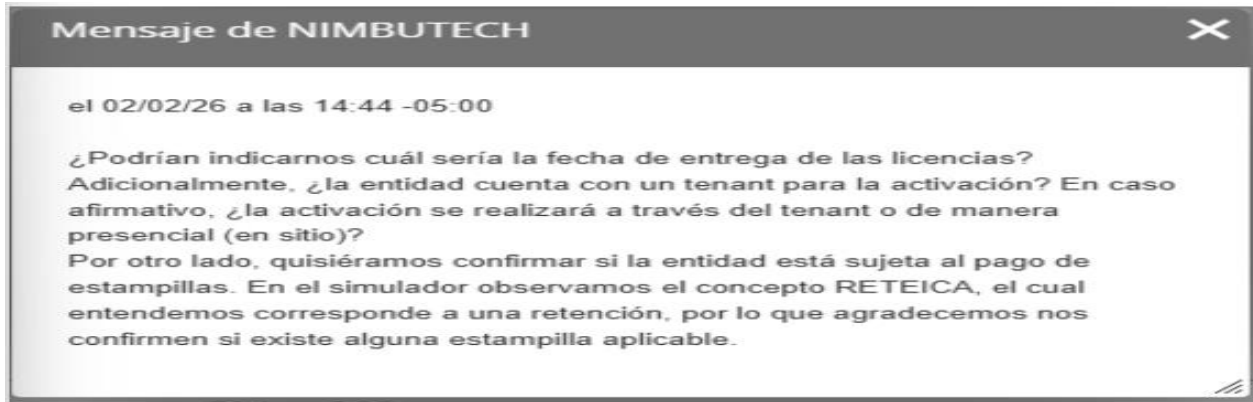 Mensaje de NIMBUTECH
el 02/02/26 a las 14:44 -05:00
¿Podrían indicarnos cuál sería la fecha de entrega de las licencias?
Adicionalmente, ¿la entidad cuenta con un tenant para la activación? En caso
afirmativo, ¿la activación se realizará a través del tenant o de manera
presencial (en sitio)?
Por otro lado, quisiéramos confirmar si la entidad está sujeta al pago de
estampillas. En el simulador observamos el concepto RETEICA, el cual
entendemos corresponde a una retención, por lo que agradecemos nos
confirmen si existe alguna estampilla aplicable.